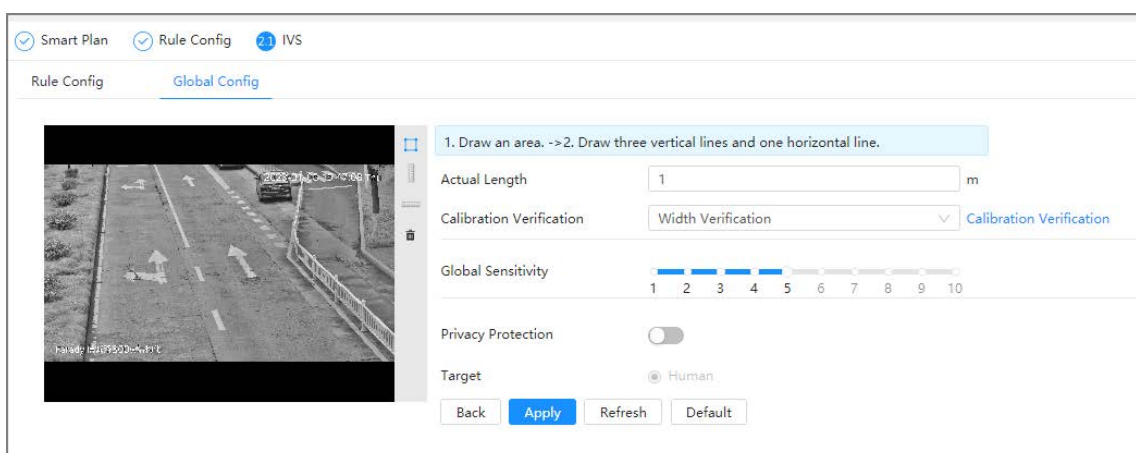 Smart Plan Rule Config 2.1 IVS
Rule Config Global Config
1. Draw an area. ->2. Draw three vertical lines and one horizontal line.
Actual Length 1 m
Calibration Verification Width Verification Calibration Verification
Global Sensitivity
1 2 3 4 5 6 7 8 9 10
Privacy Protection
Target Human
Back Apply Refresh Default